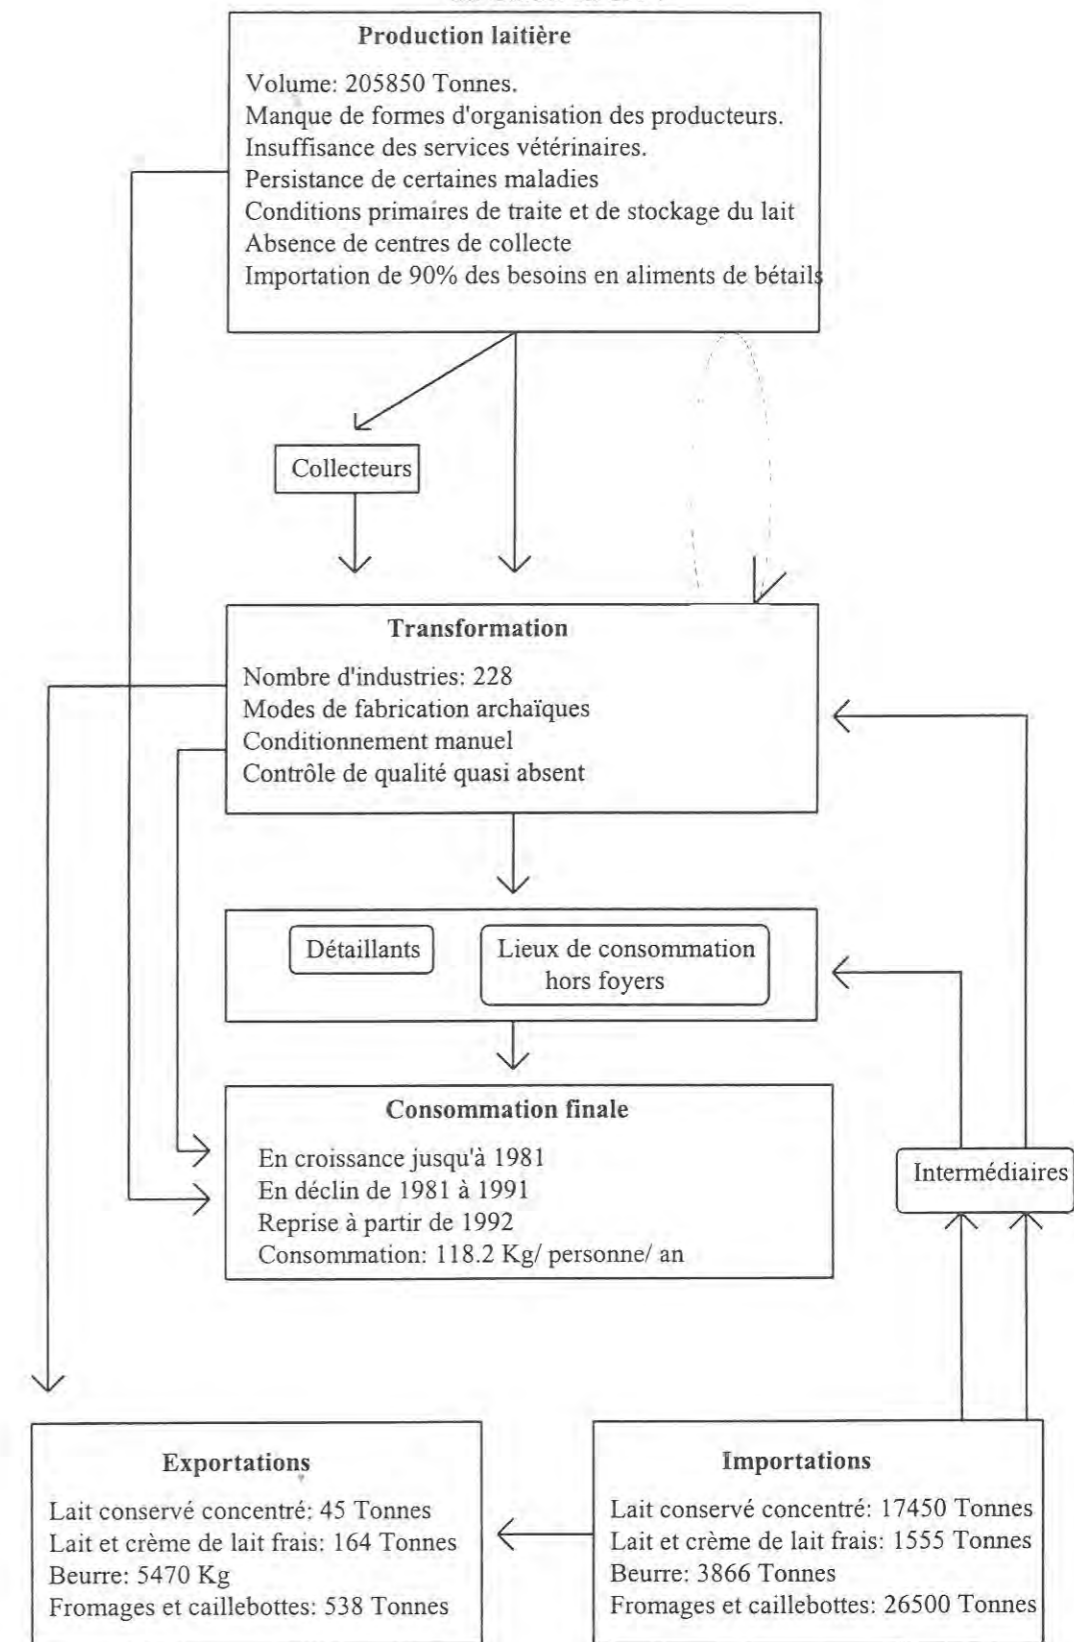 Production laitière
Volume: 205850 Tonnes.
Manque de formes d'organisation des producteurs.
Insuffisance des services vétérinaires.
Persistance de certaines maladies
Conditions primaires de traite et de stockage du lait
Absence de centres de collecte
Importation de 90% des besoins en aliments de bétails
Collecteurs
Transformation
Nombre d'industries: 228
Modes de fabrication archaïques
Conditionnement manuel
Contrôle de qualité quasi absent
Détaillants
Lieux de consommation
hors foyers
Consommation finale
En croissance jusqu'à 1981
En déclin de 1981 à 1991
Reprise à partir de 1992
Consommation: 118.2 Kg/ personne/ an
Intermédiaires
Exportations
Lait conservé concentré: 45 Tonnes
Lait et crème de lait frais: 164 Tonnes
Beurre: 5470 Kg
Fromages et caillebottes: 538 Tonnes
Importations
Lait conservé concentré: 17450 Tonnes
Lait et crème de lait frais: 1555 Tonnes
Beurre: 3866 Tonnes
Fromages et caillebottes: 26500 Tonnes